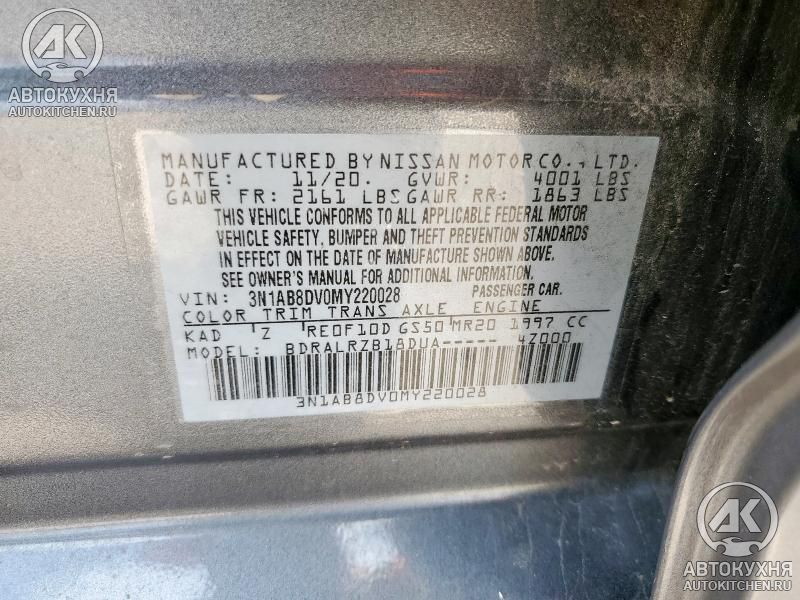 AK
АВТОКУХНЯ
AUTOKITCHEN.RU
MANUFACTURED BY NISSAN MOTOR CO., LTD.
DATE: 11/20. GVWR: 4001 LBS
GAWR FR: 2161 LBS GAWR RR: 1863 LBS
THIS VEHICLE CONFORMS TO ALL APPLICABLE FEDERAL MOTOR
VEHICLE SAFETY, BUMPER AND THEFT PREVENTION STANDARDS
IN EFFECT ON THE DATE OF MANUFACTURE SHOWN ABOVE.
SEE OWNER'S MANUAL FOR ADDITIONAL INFORMATION.
VIN: 3N1AB8DV0MY220028 PASSENGER CAR.
COLOR TRIM TRANS AXLE ENGINE
KAD Z RE0F10D GS50 MR20 1997 CC
MODEL: BDRALRZB18DUA----- 4Z000
3N1AB8DV0MY220028
AK
АВТОКУХНЯ
AUTOKITCHEN.RU